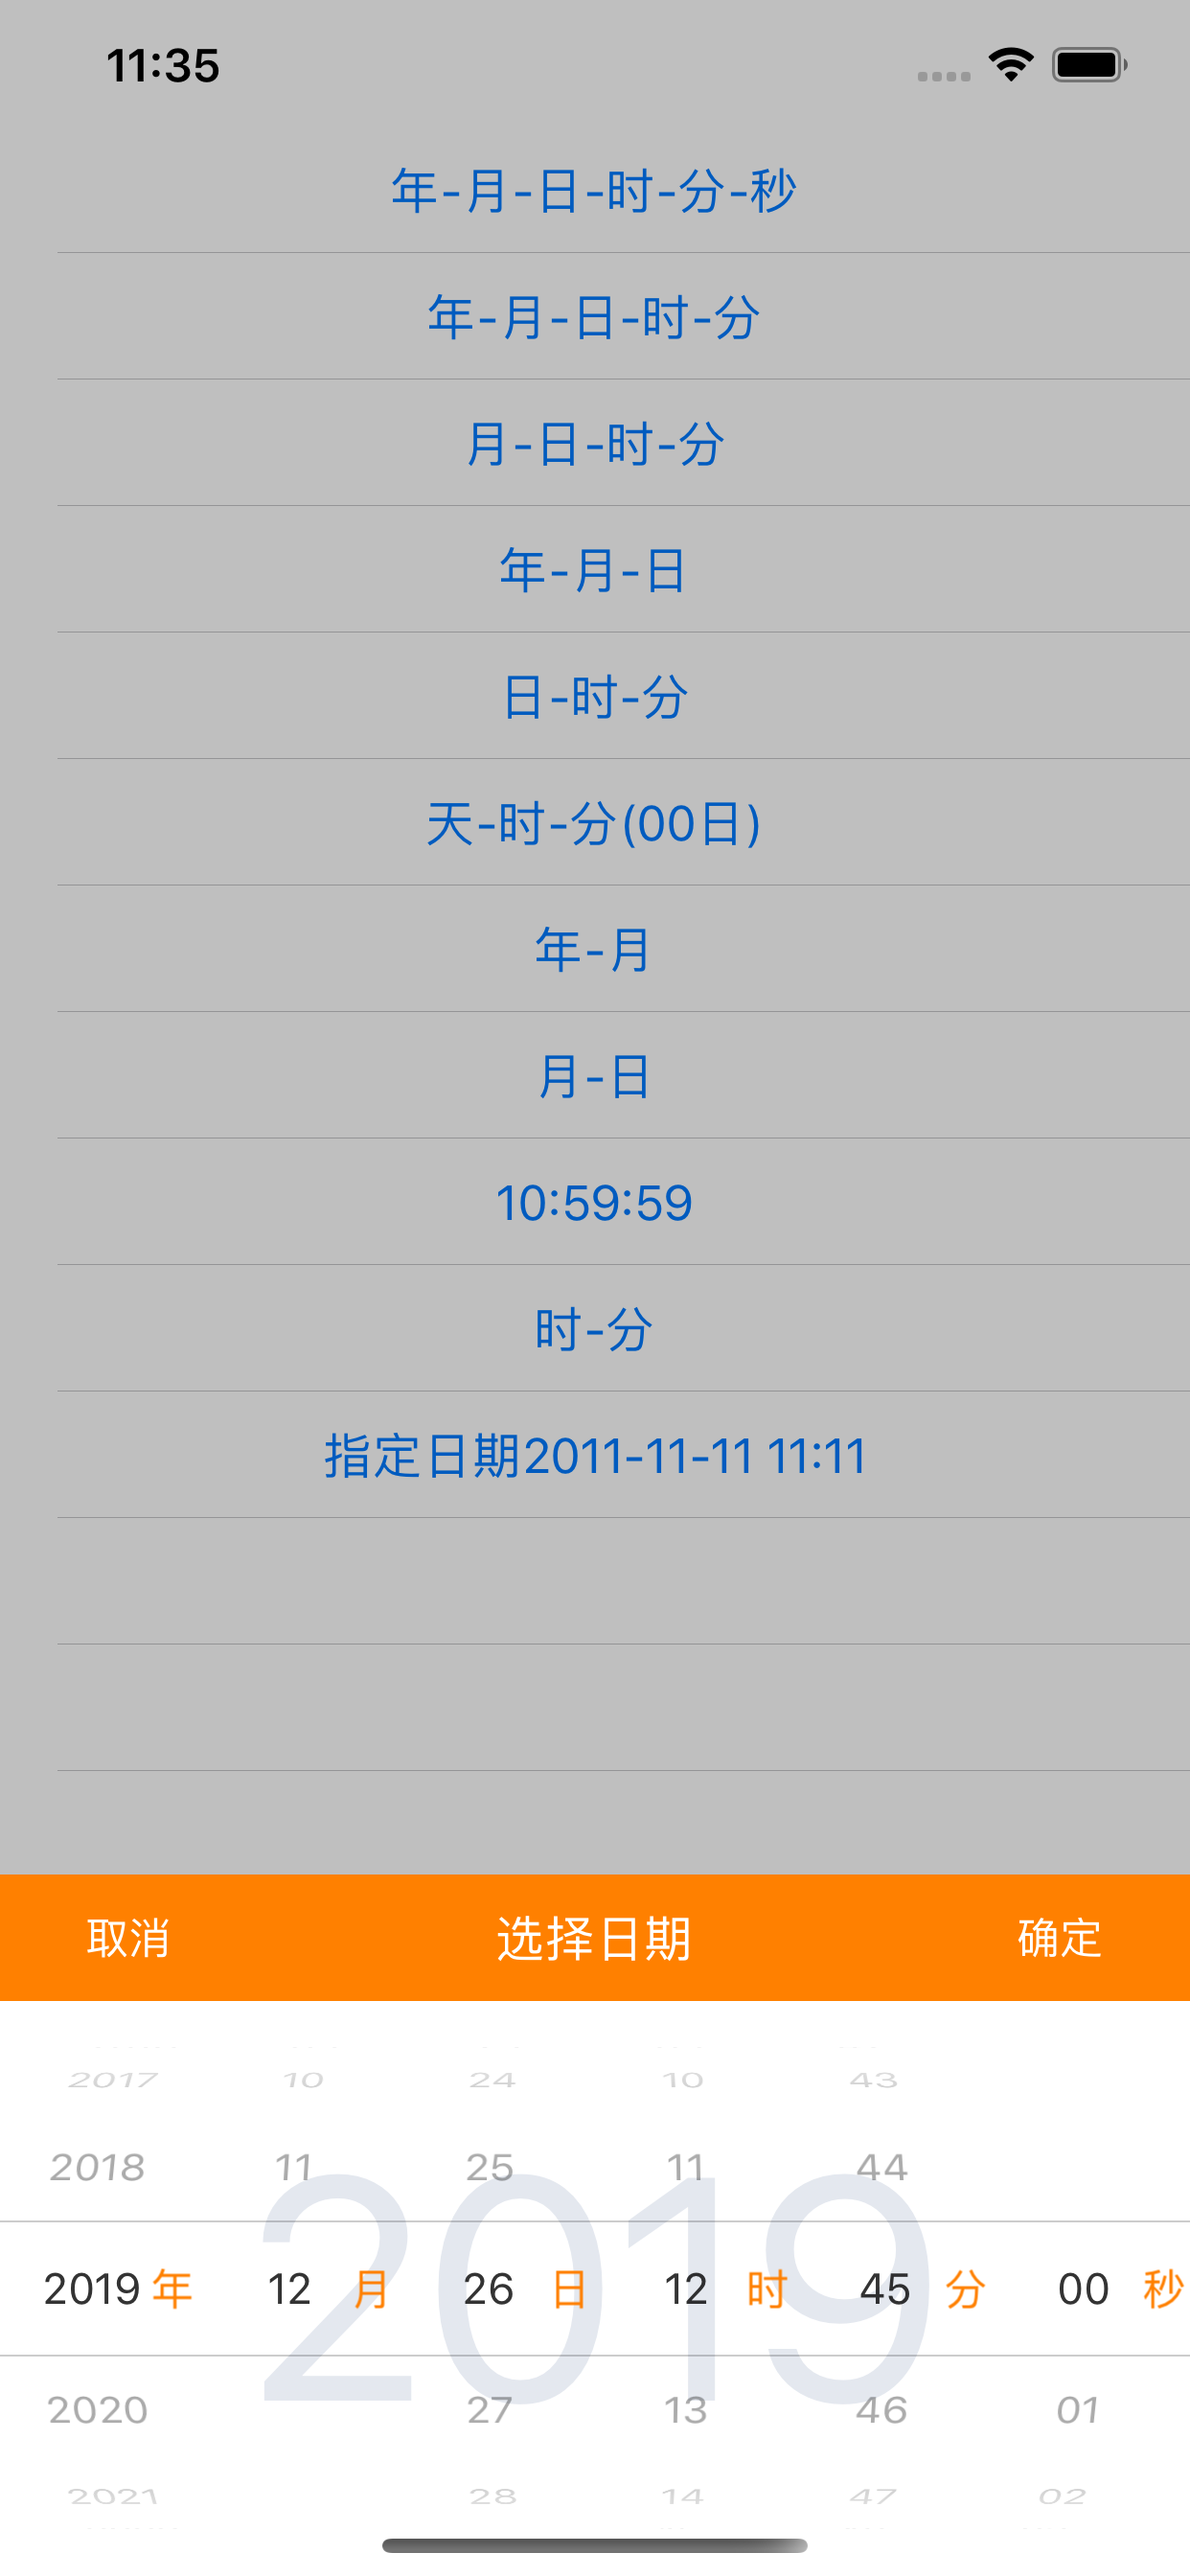 11:35
年-月-日-时-分-秒
年-月-日-时-分
月-日-时-分
年-月-日
日-时-分
天-时-分(00日)
年-月
月-日
10:59:59
时-分
指定日期2011-11-11 11:11
取消 选择日期 确定
2017 10 24 10 43
2018 11 25 11 44
2019
2019 年 12 月 26 日 12 时 45 分 00 秒
2020 27 13 46 01
2021 28 14 47 02